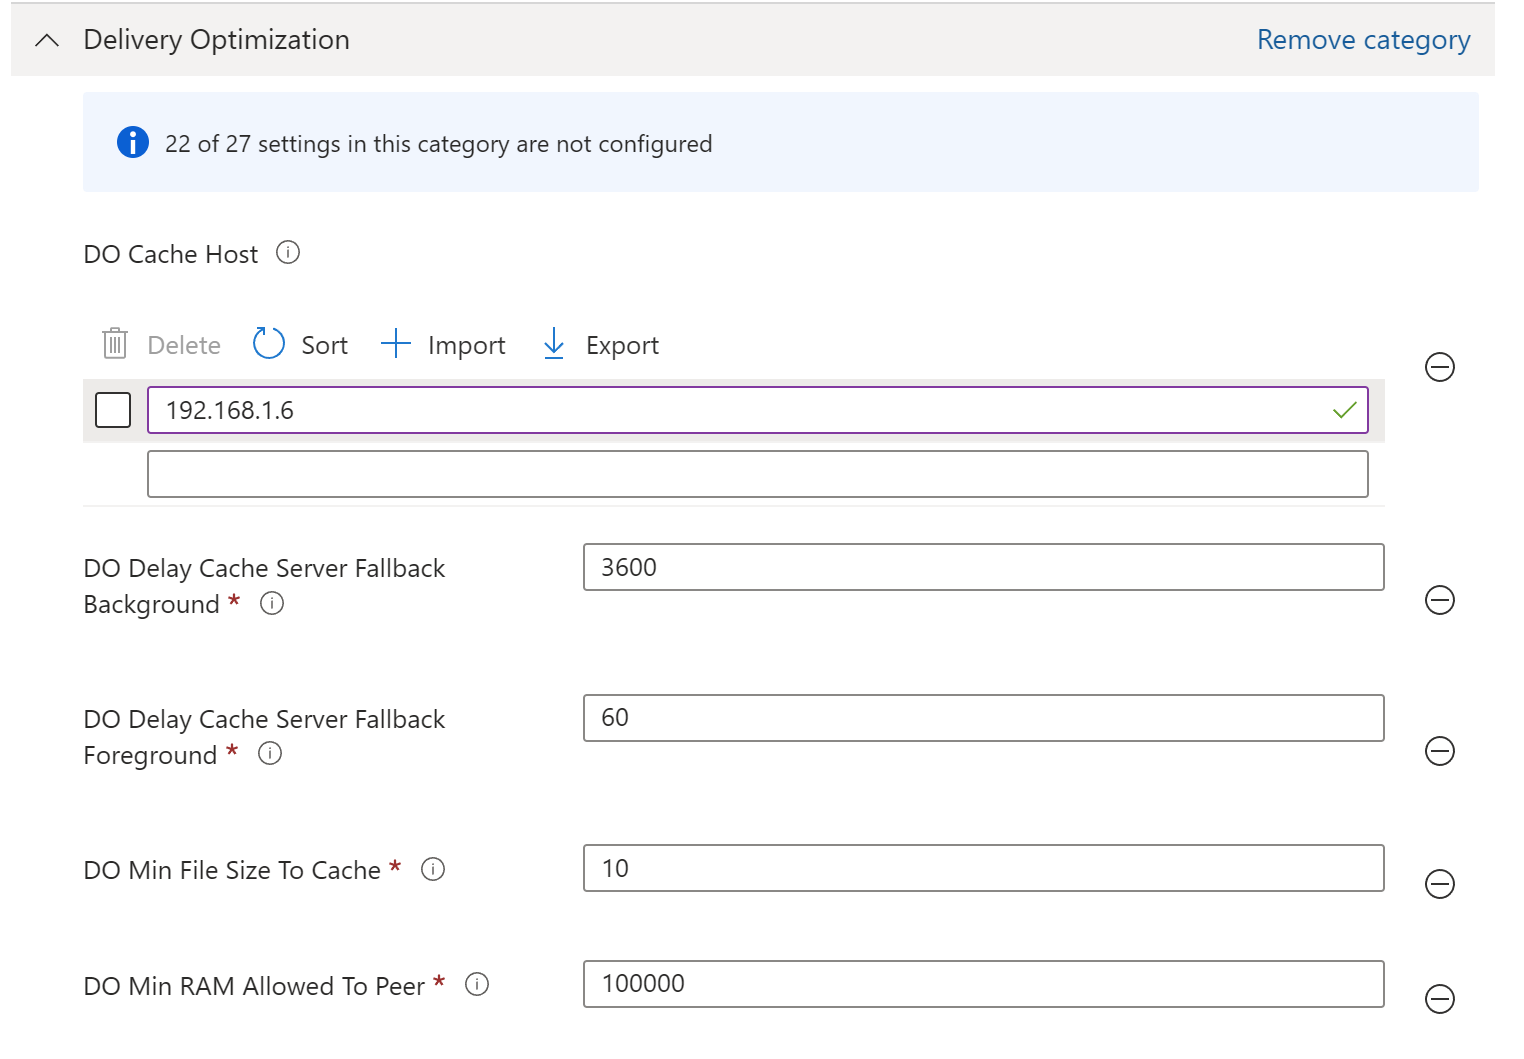 Delivery Optimization
Remove category
22 of 27 settings in this category are not configured
DO Cache Host
Delete
Sort
Import
Export
192.168.1.6
DO Delay Cache Server Fallback
Background *
3600
DO Delay Cache Server Fallback
Foreground *
60
DO Min File Size To Cache *
10
DO Min RAM Allowed To Peer *
100000